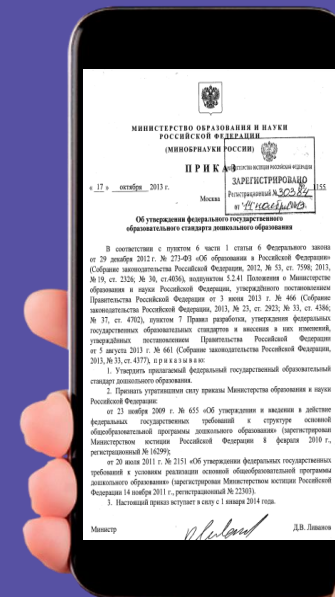 МИНИСТЕРСТВО ОБРАЗОВАНИЯ И НАУКИ
РОССИЙСКОЙ ФЕДЕРАЦИИ
(МИНОБРНАУКИ РОССИИ)
МИНИСТЕРСТВО ЮСТИЦИИ РОССИЙСКОЙ ФЕДЕРАЦИИ
ПРИКАЗ
ЗАРЕГИСТРИРОВАНО
« 17 » октября 2013 г.
Регистрационный № 30384
1155
Москва
от "14" ноября 2013.
Об утверждении федерального государственного
образовательного стандарта дошкольного образования
В соответствии с пунктом 6 части 1 статьи 6 Федерального закона
от 29 декабря 2012 г. № 273-ФЗ «Об образовании в Российской Федерации»
(Собрание законодательства Российской Федерации, 2012, № 53, ст. 7598; 2013,
№ 19, ст. 2326; № 30, ст.4036), подпунктом 5.2.41 Положения о Министерстве
образования и науки Российской Федерации, утверждённого постановлением
Правительства Российской Федерации от 3 июня 2013 г. № 466 (Собрание
законодательства Российской Федерации, 2013, № 23, ст. 2923; № 33, ст. 4386;
№ 37, ст. 4702), пунктом 7 Правил разработки, утверждения федеральных
государственных образовательных стандартов и внесения в них изменений,
утверждённых постановлением Правительства Российской Федерации
от 5 августа 2013 г. № 661 (Собрание законодательства Российской Федерации,
2013, № 33, ст. 4377), п р и к а з ы в а ю:
1. Утвердить прилагаемый федеральный государственный образовательный
стандарт дошкольного образования.
2. Признать утратившими силу приказы Министерства образования и науки
Российской Федерации:
от 23 ноября 2009 г. № 655 «Об утверждении и введении в действие
федеральных государственных требований к структуре основной
общеобразовательной программы дошкольного образования» (зарегистрирован
Министерством юстиции Российской Федерации 8 февраля 2010 г.,
регистрационный № 16299);
от 20 июля 2011 г. № 2151 «Об утверждении федеральных государственных
требований к условиям реализации основной общеобразовательной программы
дошкольного образования» (зарегистрирован Министерством юстиции Российской
Федерации 14 ноября 2011 г., регистрационный № 22303).
3. Настоящий приказ вступает в силу с 1 января 2014 года.
Министр
Д.В. Ливанов